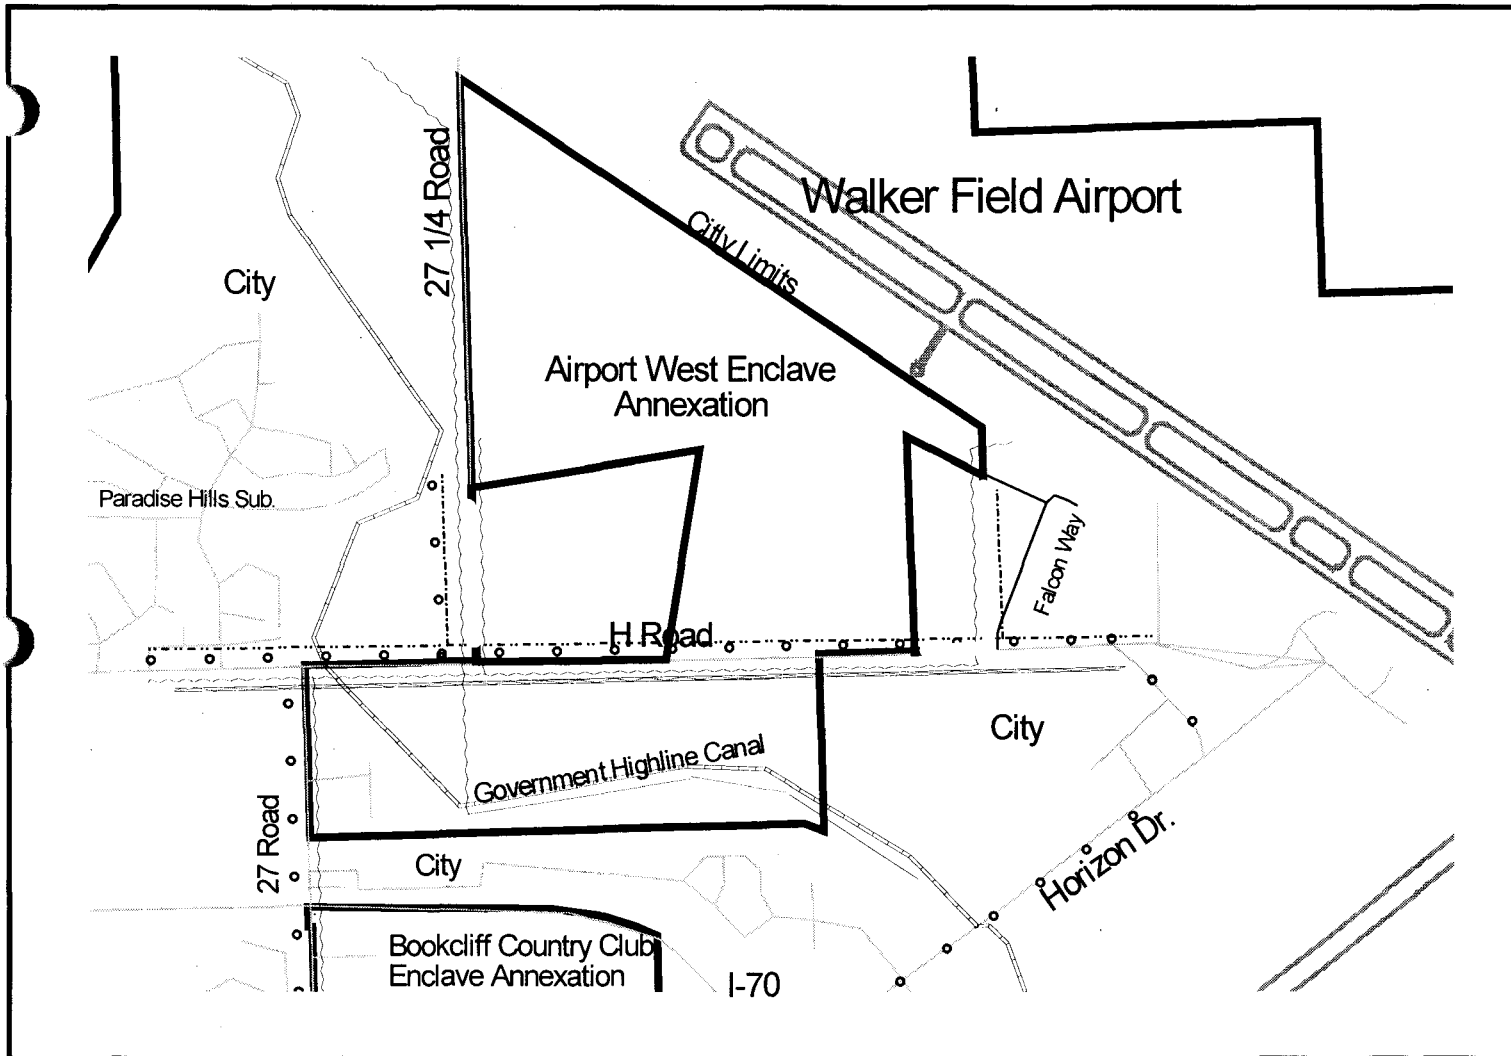 27 1/4 Road
Walker Field Airport
City Limits
City
Airport West Enclave
Annexation
Paradise Hills Sub.
Falcon Way
H Road
City
Government Highline Canal
27 Road
City
Horizon Dr.
Bookcliff Country Club
Enclave Annexation
I-70